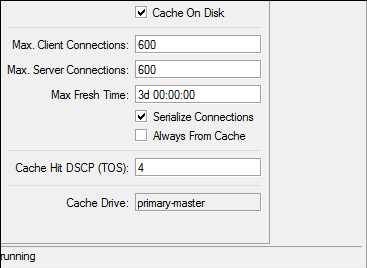 Cache On Disk
Max. Client Connections: 600
Max. Server Connections: 600
Max Fresh Time: 3d 00:00:00
Serialize Connections
Always From Cache
Cache Hit DSCP (TOS): 4
Cache Drive: primary-master
running